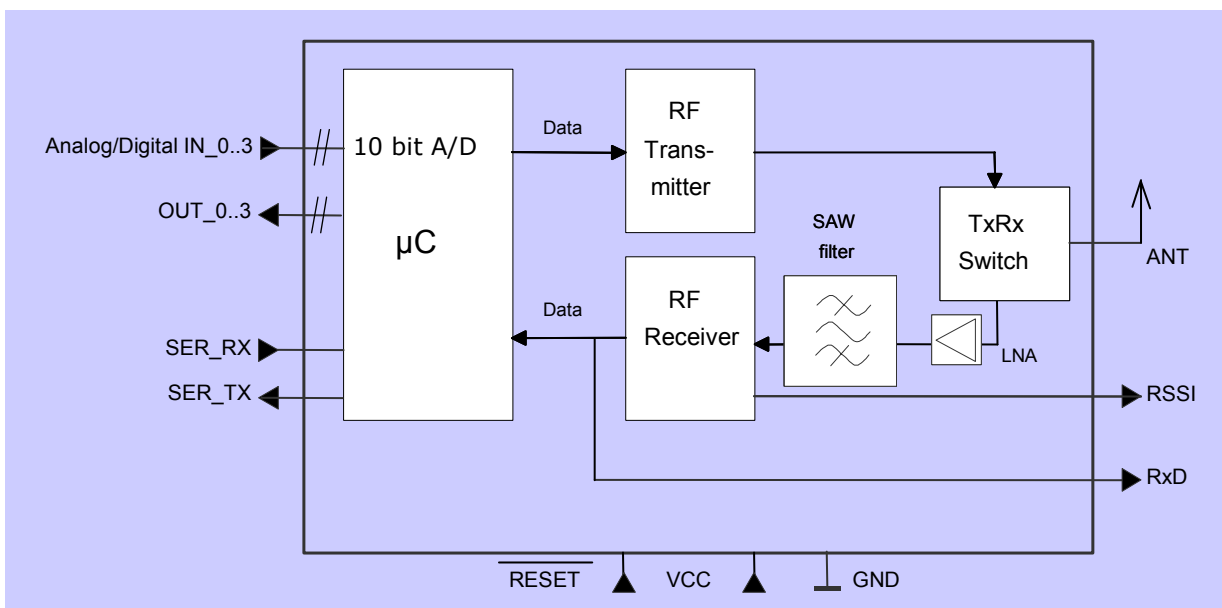 Analog/Digital IN_0..3
OUT_0..3
SER_RX
SER_TX
10 bit A/D
µC
Data
Data
RF
Trans-
mitter
RF
Receiver
SAW
filter
LNA
TxRx
Switch
ANT
RSSI
RxD
RESET
VCC
GND